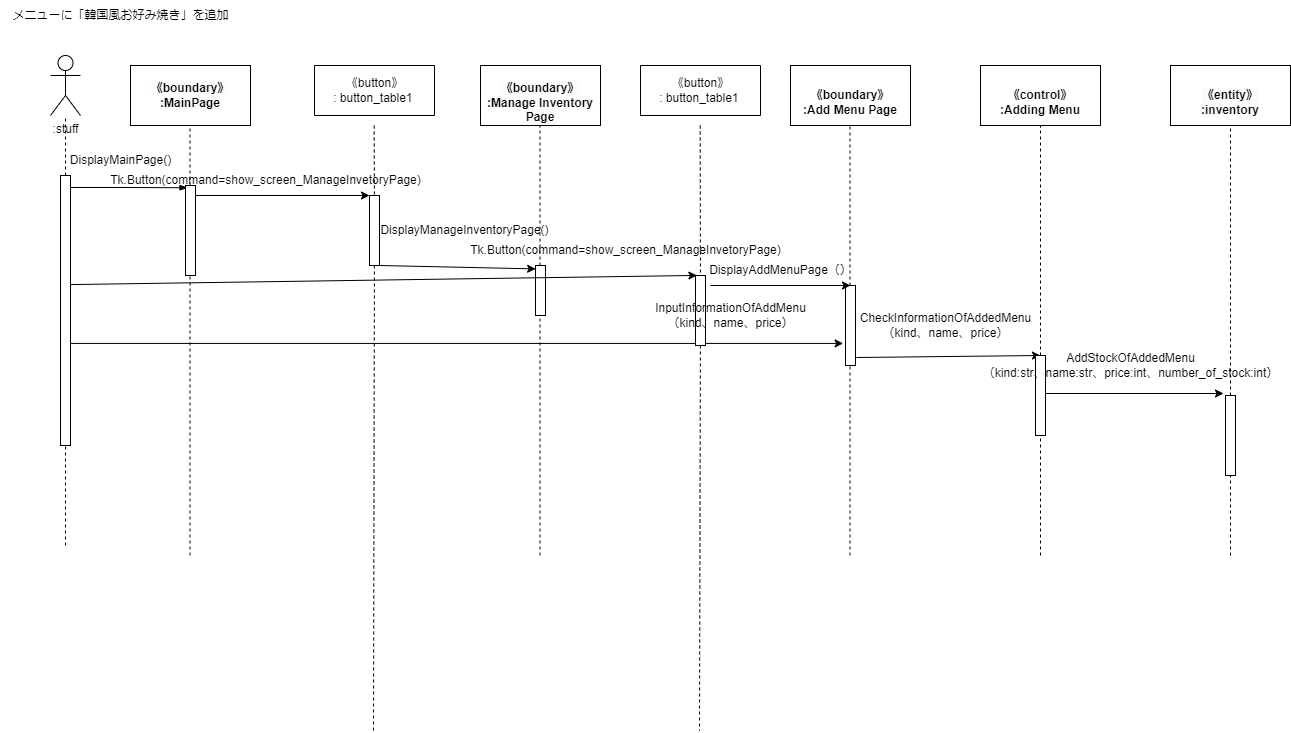 メニューに「韓国風お好み焼き」を追加
:stuff
《boundary》
:MainPage
《button》
: button_table1
《boundary》
:Manage Inventory
Page
《button》
: button_table1
《boundary》
:Add Menu Page
《control》
:Adding Menu
《entity》
:inventory
DisplayMainPage()
Tk.Button(command=show_screen_ManageInvetoryPage)
DisplayManageInventoryPage()
Tk.Button(command=show_screen_ManageInvetoryPage)
DisplayAddMenuPage（）
InputInformationOfAddMenu
（kind、name、price）
CheckInformationOfAddedMenu
（kind、name、price）
AddStockOfAddedMenu
（kind:str、name:str、price:int、number_of_stock:int）